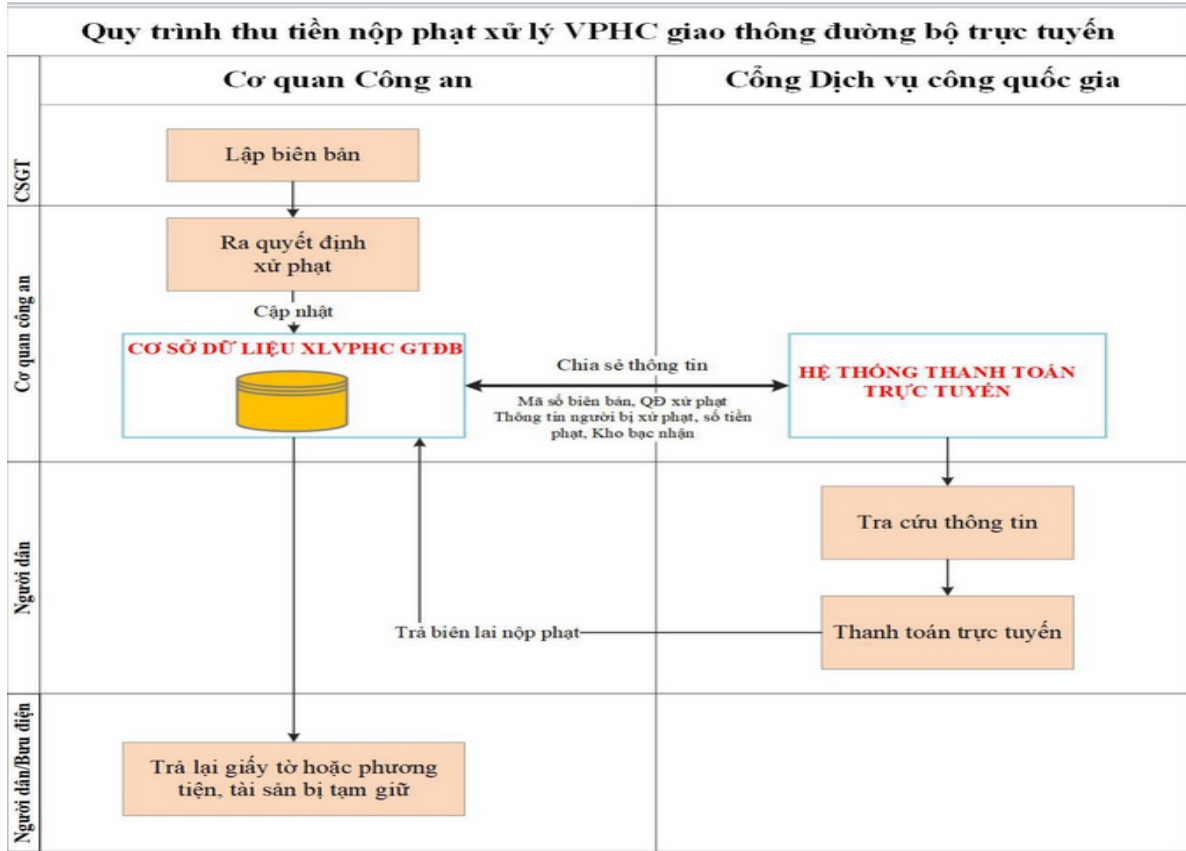 Quy trình thu tiền nộp phạt xử lý VPHC giao thông đường bộ trực tuyến
Cơ quan Công an
Cổng Dịch vụ công quốc gia
CSGT
Lập biên bản
Cơ quan công an
Ra quyết định
xử phạt
Cập nhật
CƠ SỞ DỮ LIỆU XLVPHC GTĐB
Chia sẻ thông tin
Mã số biên bản, QĐ xử phạt
Thông tin người bị xử phạt, số tiền
phạt, Kho bạc nhận
HỆ THỐNG THANH TOÁN
TRỰC TUYẾN
Người dân
Tra cứu thông tin
Thanh toán trực tuyến
Trả biên lai nộp phạt
Người dân/Bưu điện
Trả lại giấy tờ hoặc phương
tiện, tài sản bị tạm giữ